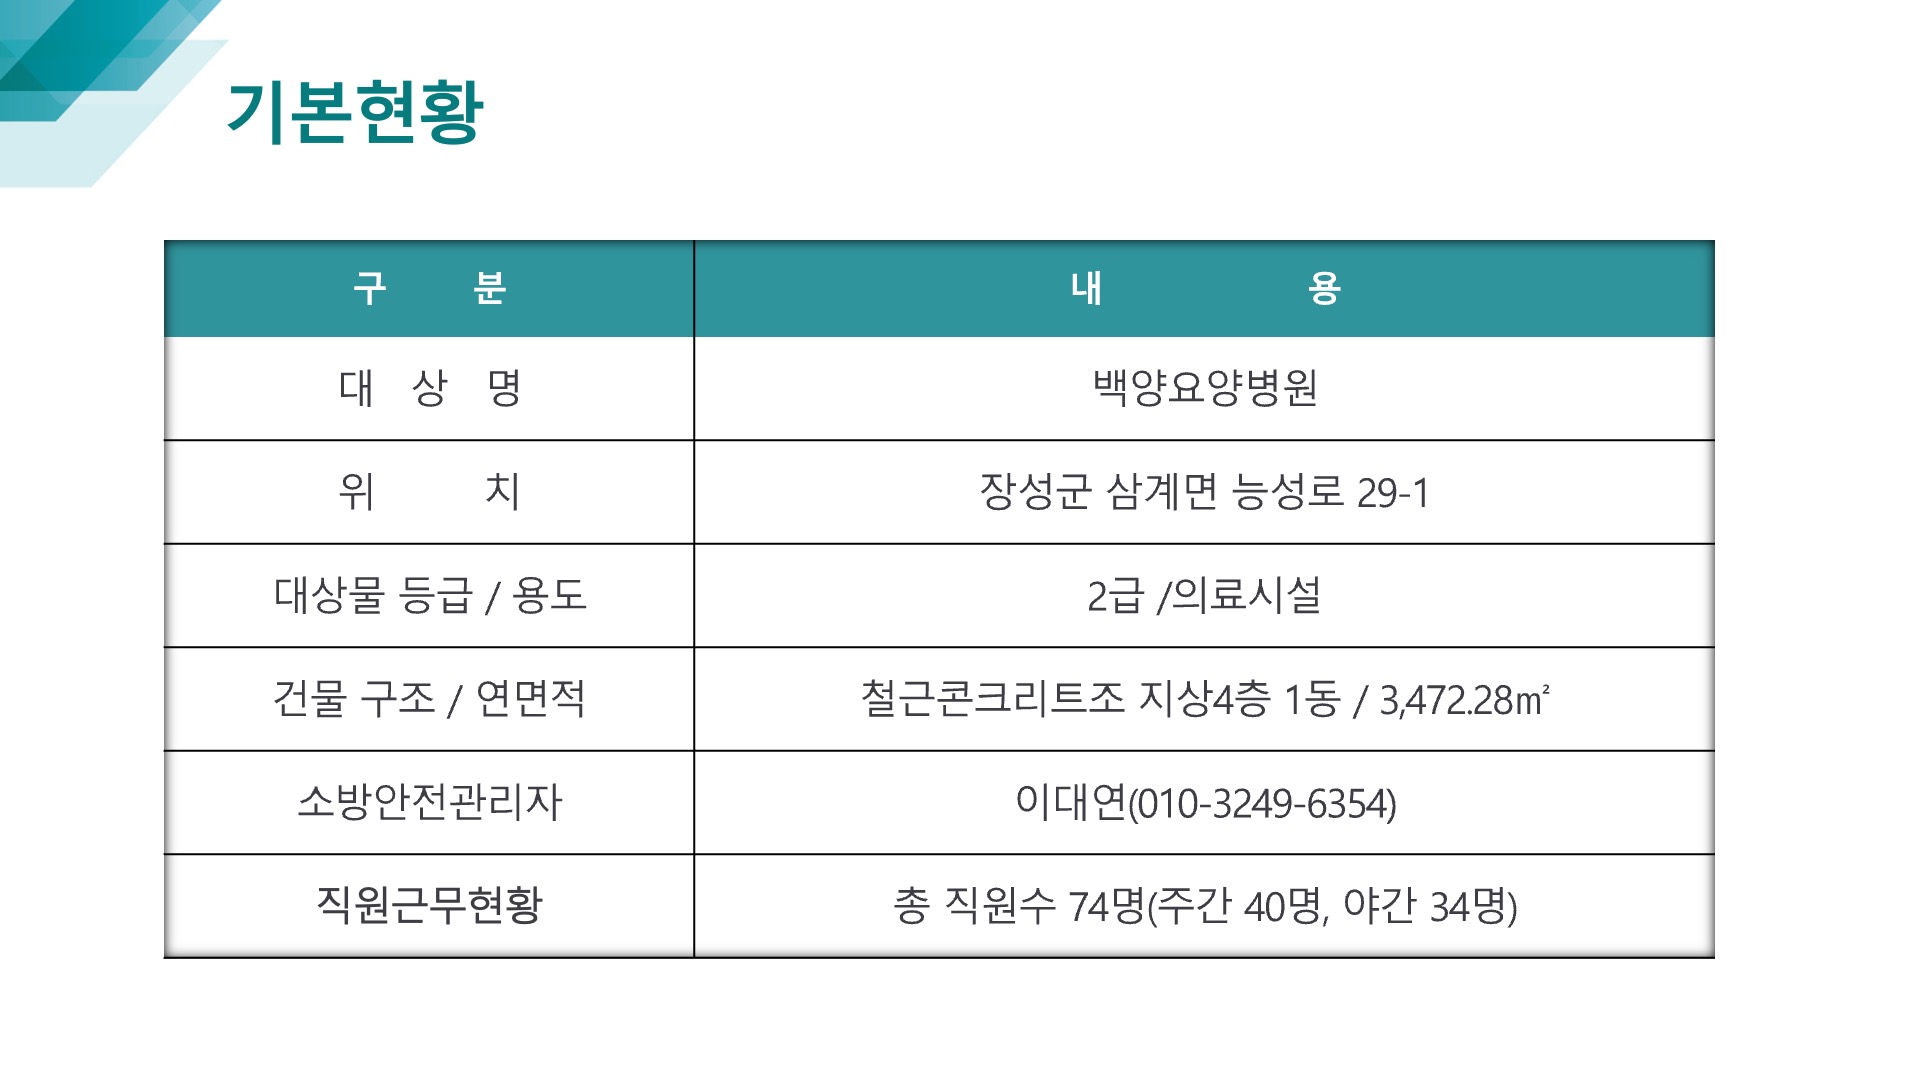 기본현황
구 분 내 용
대 상 명 백양요양병원
위 치 장성군 삼계면 능성로 29-1
대상물 등급 / 용도 2급 /의료시설
건물 구조 / 연면적 철근콘크리트조 지상4층 1동 / 3,472.28㎡
소방안전관리자 이대연(010-3249-6354)
직원근무현황 총 직원수 74명(주간 40명, 야간 34명)